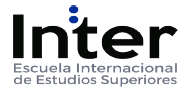 Inter
Escuela Internacional
de Estudios Superiores